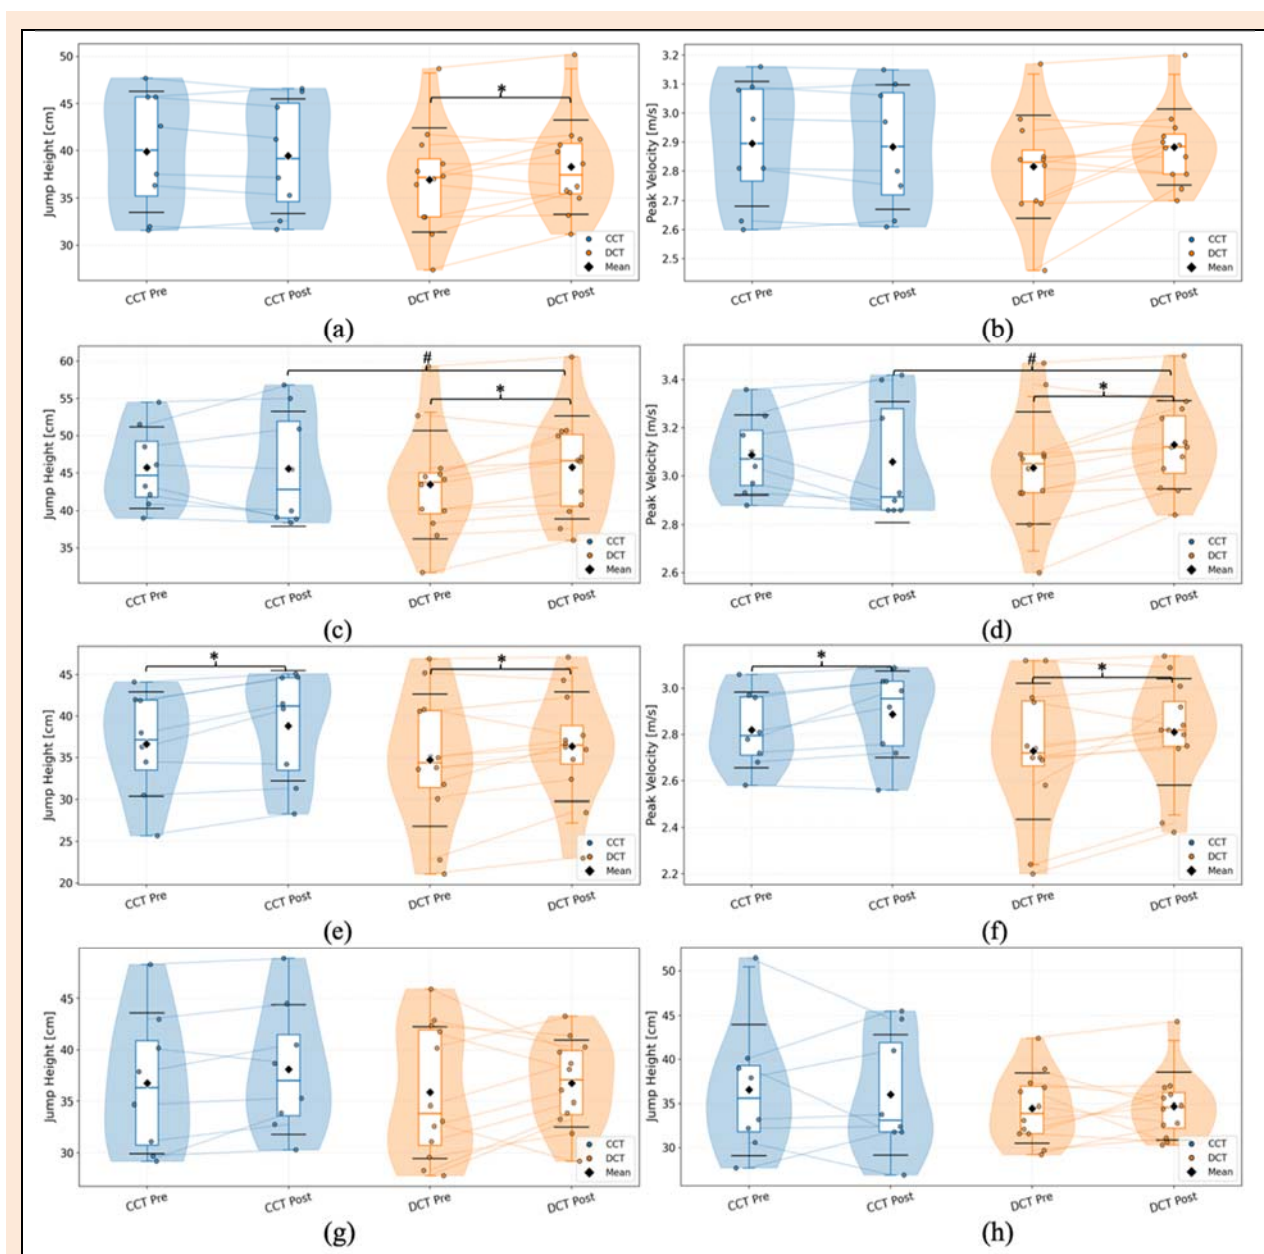 50
45
40
35
30
Jump Height [cm]
*
CCT
DCT
Mean
CCT Pre
CCT Post
DCT Pre
DCT Post
(a)
3.2
3.1
3.0
2.9
2.8
2.7
2.6
2.5
Peak Velocity [m/s]
CCT
DCT
Mean
CCT Pre
CCT Post
DCT Pre
DCT Post
(b)
60
55
50
45
40
35
Jump Height [cm]
#
*
CCT
DCT
Mean
CCT Pre
CCT Post
DCT Pre
DCT Post
(c)
3.4
3.2
3.0
2.8
2.6
Peak Velocity [m/s]
#
*
CCT
DCT
Mean
CCT Pre
CCT Post
DCT Pre
DCT Post
(d)
45
40
35
30
25
20
Jump Height [cm]
*
*
CCT
DCT
Mean
CCT Pre
CCT Post
DCT Pre
DCT Post
(e)
3.0
2.8
2.6
2.4
2.2
Peak Velocity [m/s]
*
*
CCT
DCT
Mean
CCT Pre
CCT Post
DCT Pre
DCT Post
(f)
45
40
35
30
Jump Height [cm]
CCT
DCT
Mean
CCT Pre
CCT Post
DCT Pre
DCT Post
(g)
50
45
40
35
30
Jump Height [cm]
CCT
DCT
Mean
CCT Pre
CCT Post
DCT Pre
DCT Post
(h)